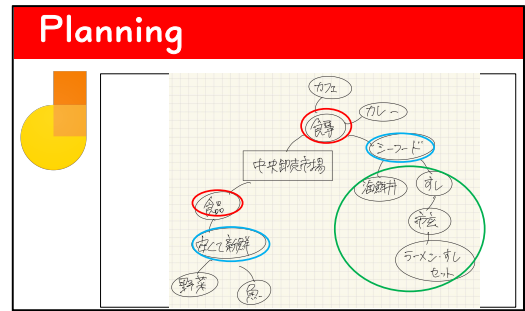 Planning
カフェ
カレー
食事
シーフード
中央卸売市場
海鮮丼
すし
食品
安くて新鮮
ラーメン・すし
セット
野菜
魚